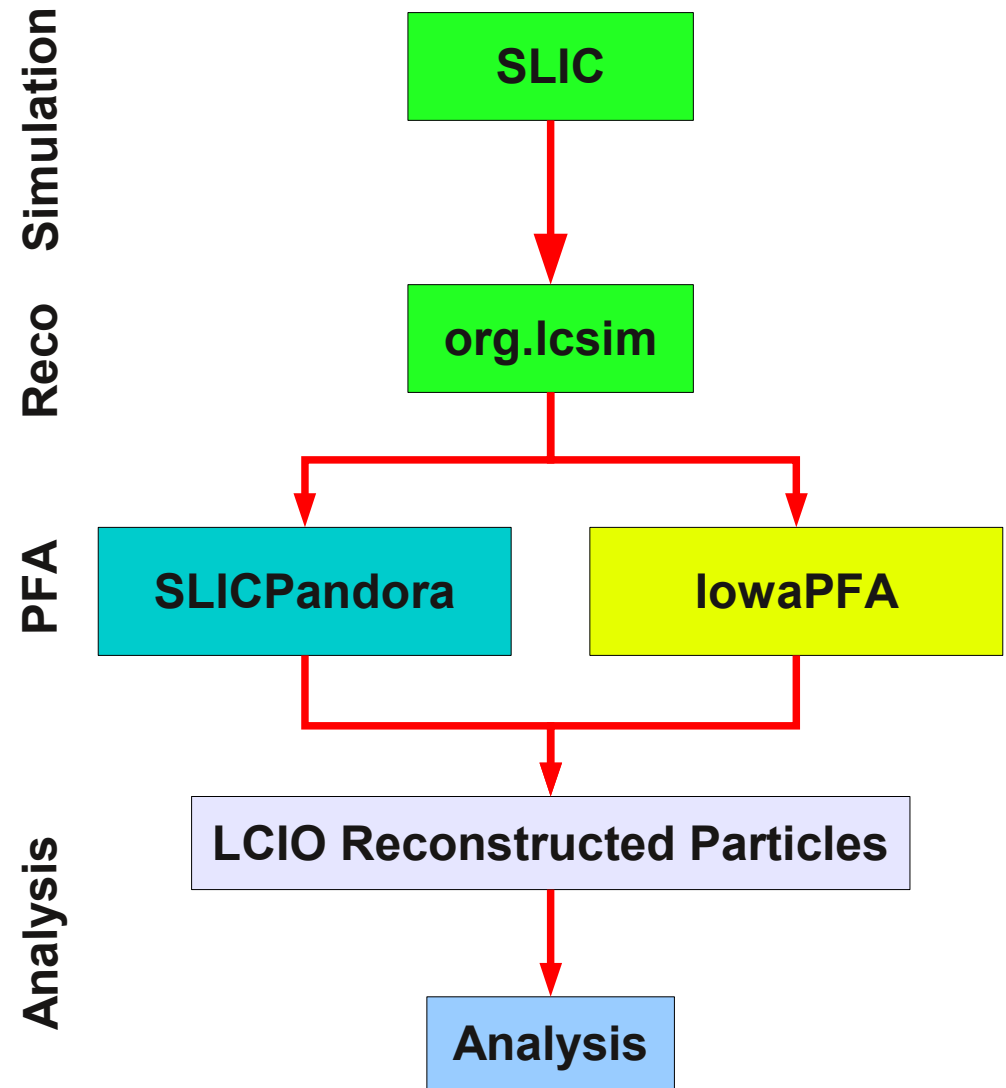 Simulation
SLIC
Reco
org.lcsim
PFA
SLICPandora
IowaPFA
Analysis
LCIO Reconstructed Particles
Analysis